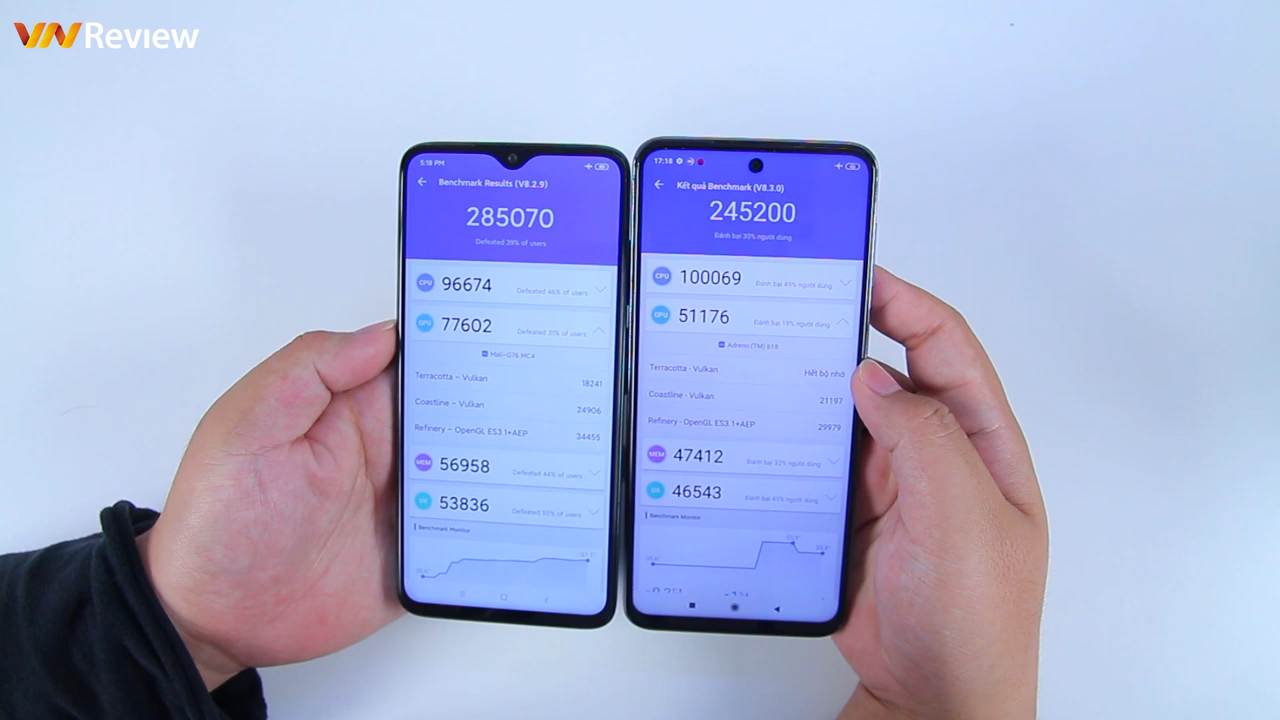 VN Review
5:18 PM
Benchmark Results (V8.2.9)
285070
Defeated 39% of users
CPU 96674 Defeated 46% of users
GPU 77602 Defeated 31% of users
Mali-G76 MC4
Terracotta – Vulkan 18241
Coastline – Vulkan 24906
Refinery – OpenGL ES3.1+AEP 34455
MEM 56958 Defeated 44% of users
UX 53836 Defeated 55% of users
Benchmark Monitor
17:18
Kết quả Benchmark (V8.3.0)
245200
Đánh bại 30% người dùng
CPU 100069 Đánh bại 49% người dùng
GPU 51176 Đánh bại 19% người dùng
Adreno (TM) 618
Terracotta - Vulkan Hết bộ nhớ
Coastline - Vulkan 21197
Refinery - OpenGL ES3.1+AEP 29979
MEM 47412 Đánh bại 32% người dùng
UX 46543 Đánh bại 45% người dùng
Benchmark Monitor